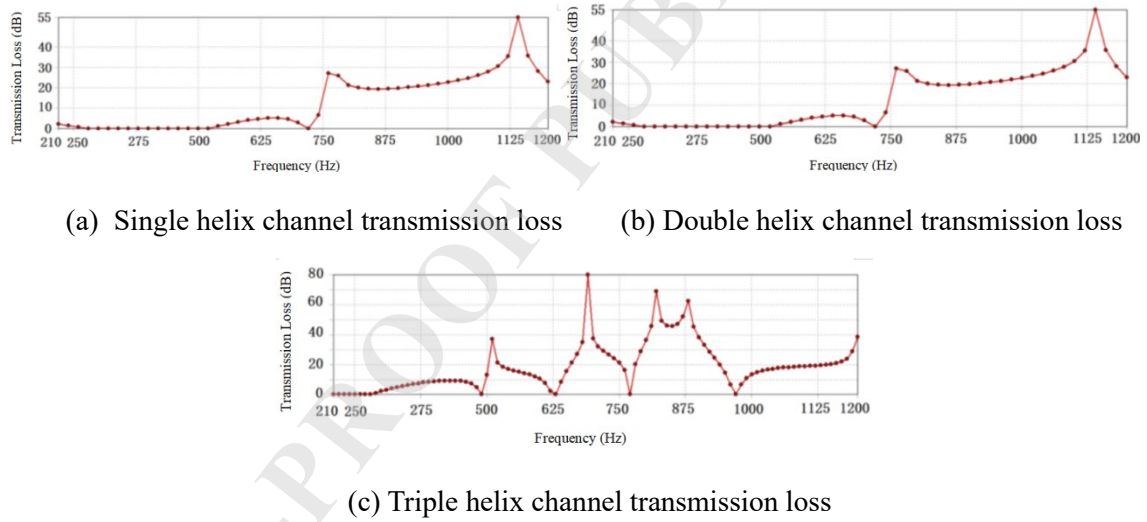 55
50
40
30
20
10
0
Transmission Loss (dB)
210 250 275 500 625 750 875 1000 1125 1200
Frequency (Hz)
55
50
40
30
20
10
0
Transmission Loss (dB)
210 250 275 500 625 750 875 1000 1125 1200
Frequency (Hz)
(a) Single helix channel transmission loss
(b) Double helix channel transmission loss
80
60
40
20
0
Transmission Loss (dB)
210 250 275 500 625 750 875 1000 1125 1200
Frequency (Hz)
(c) Triple helix channel transmission loss